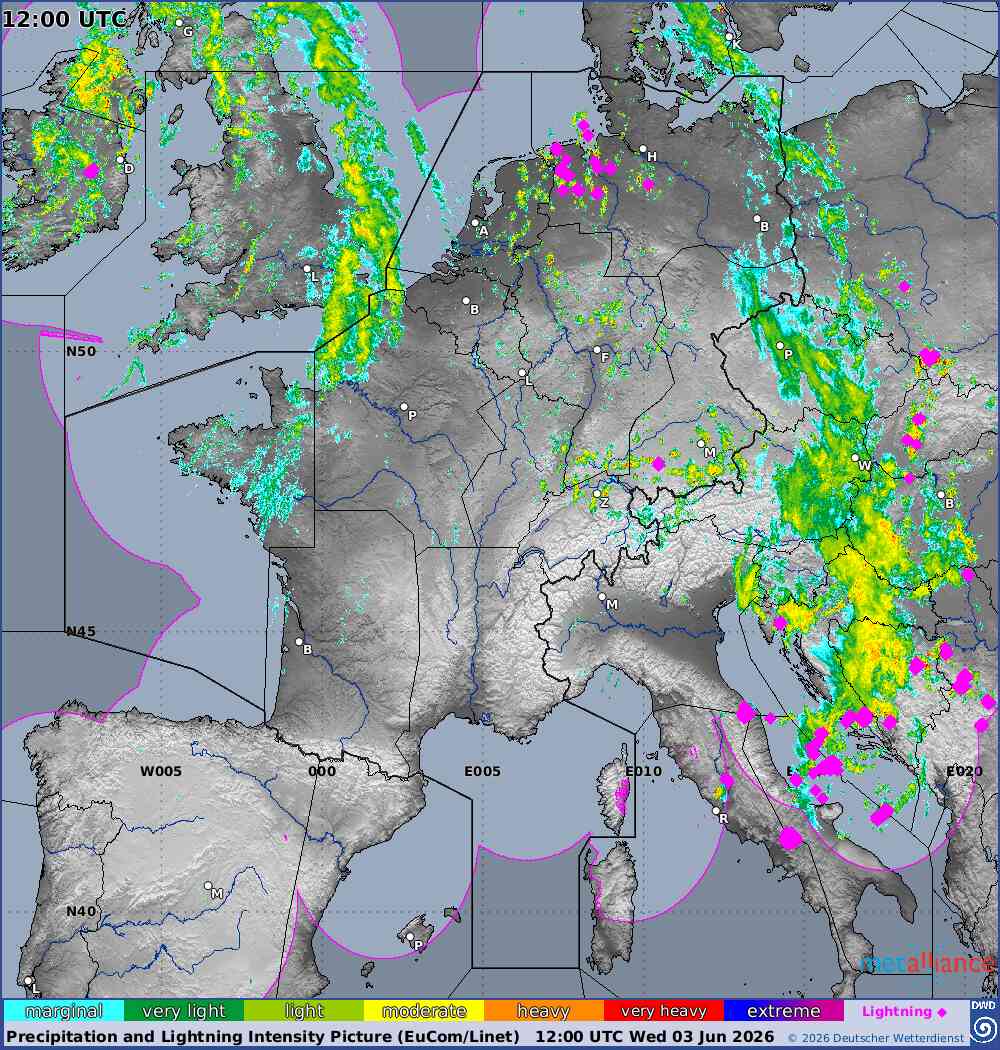 12:00 UTC
G
K
D
H
A
B
L
B
N50
P
F
L
P
M
W
Z
B
M
N45
B
W005
000
E005
E010
E
E020
R
M
N40
P
L
metalliance
marginal very light light moderate heavy very heavy extreme Lightning
DWD
Precipitation and Lightning Intensity Picture (EuCom/Linet) 12:00 UTC Wed 03 Jun 2026 © 2026 Deutscher Wetterdienst